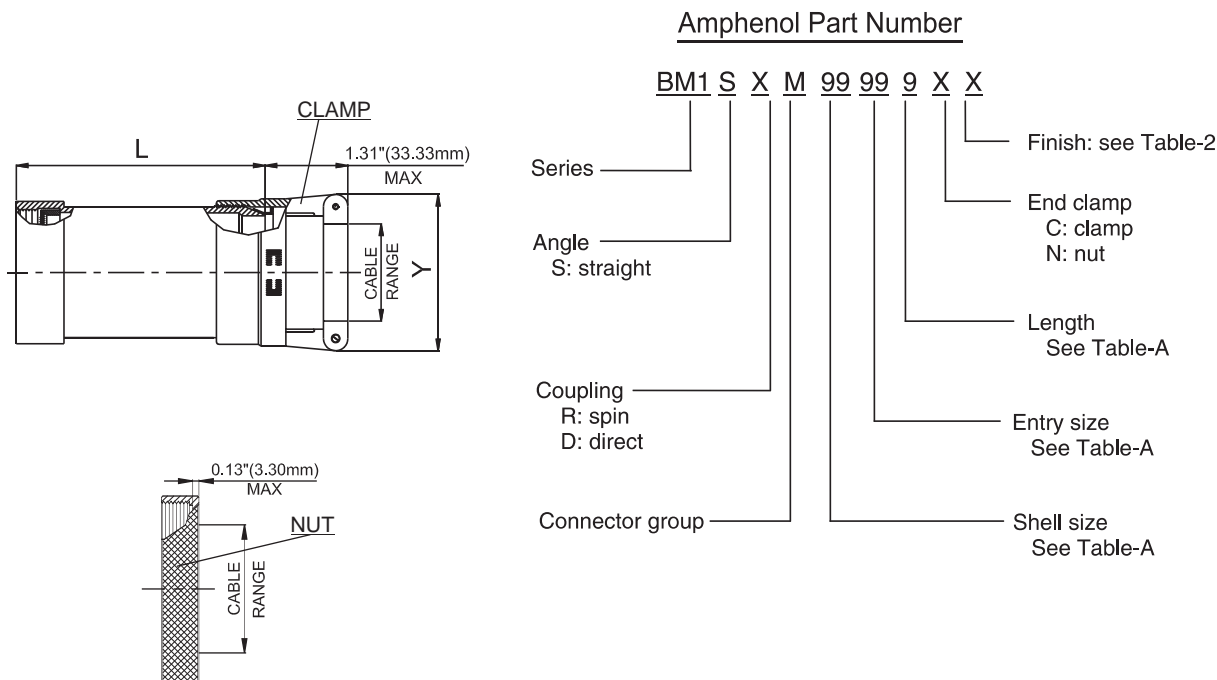 Amphenol Part Number
BM1 S X M 99 99 9 X X
CLAMP
L
1.31"(33.33mm)
MAX
CABLE
RANGE
Y
Series
Angle
S: straight
Coupling
R: spin
D: direct
Connector group
Finish: see Table-2
End clamp
C: clamp
N: nut
Length
See Table-A
Entry size
See Table-A
Shell size
See Table-A
0.13"(3.30mm)
MAX
NUT
CABLE
RANGE